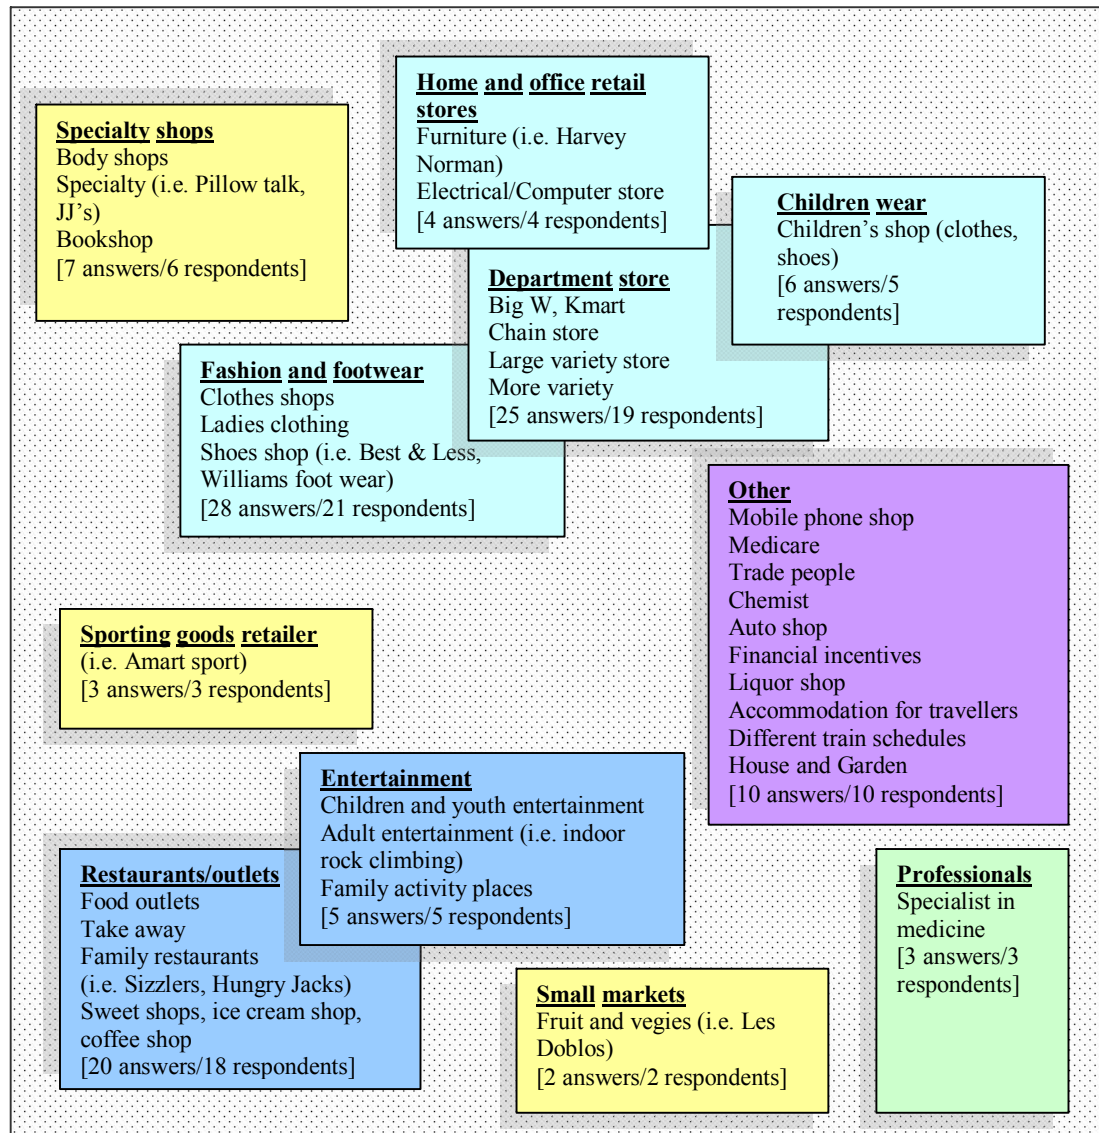 Specialty shops
Body shops
Specialty (i.e. Pillow talk,
JJ's)
Bookshop
[7 answers/6 respondents]
Home and office retail
stores
Furniture (i.e. Harvey
Norman)
Electrical/Computer store
[4 answers/4 respondents]
Children wear
Children's shop (clothes,
shoes)
[6 answers/5
respondents]
Department store
Big W, Kmart
Chain store
Large variety store
More variety
[25 answers/19 respondents]
Fashion and footwear
Clothes shops
Ladies clothing
Shoes shop (i.e. Best & Less,
Williams foot wear)
[28 answers/21 respondents]
Other
Mobile phone shop
Medicare
Trade people
Chemist
Auto shop
Financial incentives
Liquor shop
Accommodation for travellers
Different train schedules
House and Garden
[10 answers/10 respondents]
Sporting goods retailer
(i.e. Amart sport)
[3 answers/3 respondents]
Entertainment
Children and youth entertainment
Adult entertainment (i.e. indoor
rock climbing)
Family activity places
[5 answers/5 respondents]
Restaurants/outlets
Food outlets
Take away
Family restaurants
(i.e. Sizzlers, Hungry Jacks)
Sweet shops, ice cream shop,
coffee shop
[20 answers/18 respondents]
Professionals
Specialist in
medicine
[3 answers/3
respondents]
Small markets
Fruit and vegies (i.e. Les
Doblos)
[2 answers/2 respondents]